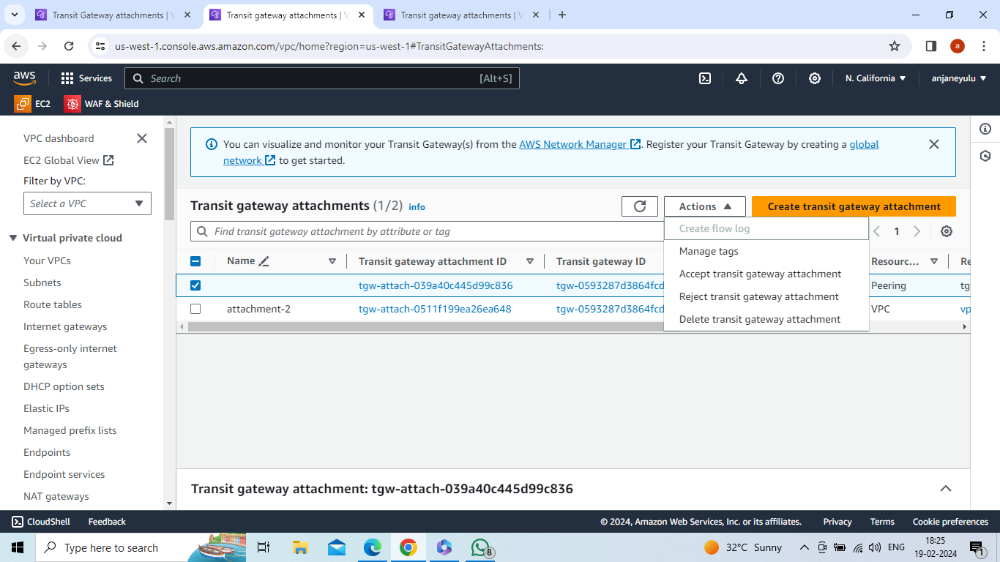 Transit Gateway attachments | V
Transit gateway attachments | V
Transit gateway attachments | V
us-west-1.console.aws.amazon.com/vpc/home?region=us-west-1#TransitGatewayAttachments:
a
aws
Services
Search
[Alt+S]
N. California
anjaneyulu
EC2
WAF & Shield
VPC dashboard
EC2 Global View
Filter by VPC:
Select a VPC
Virtual private cloud
Your VPCs
Subnets
Route tables
Internet gateways
Egress-only internet
gateways
DHCP option sets
Elastic IPs
Managed prefix lists
Endpoints
Endpoint services
NAT gateways
You can visualize and monitor your Transit Gateway(s) from the AWS Network Manager. Register your Transit Gateway by creating a global
network to get started.
Transit gateway attachments (1/2) info
Actions
Create transit gateway attachment
Find transit gateway attachment by attribute or tag
1
Create flow log
Manage tags
Accept transit gateway attachment
Reject transit gateway attachment
Delete transit gateway attachment
Name
Transit gateway attachment ID
Transit gateway ID
Resourc...
Re
tgw-attach-039a40c445d99c836
tgw-0593287d3864fcd
Peering
tg
attachment-2
tgw-attach-0511f199ea26ea648
tgw-0593287d3864fcd
VPC
vp
Transit gateway attachment: tgw-attach-039a40c445d99c836
CloudShell
Feedback
© 2024, Amazon Web Services, Inc. or its affiliates.
Privacy
Terms
Cookie preferences
Type here to search
8
32°C Sunny
ENG
18:25
19-02-2024
1